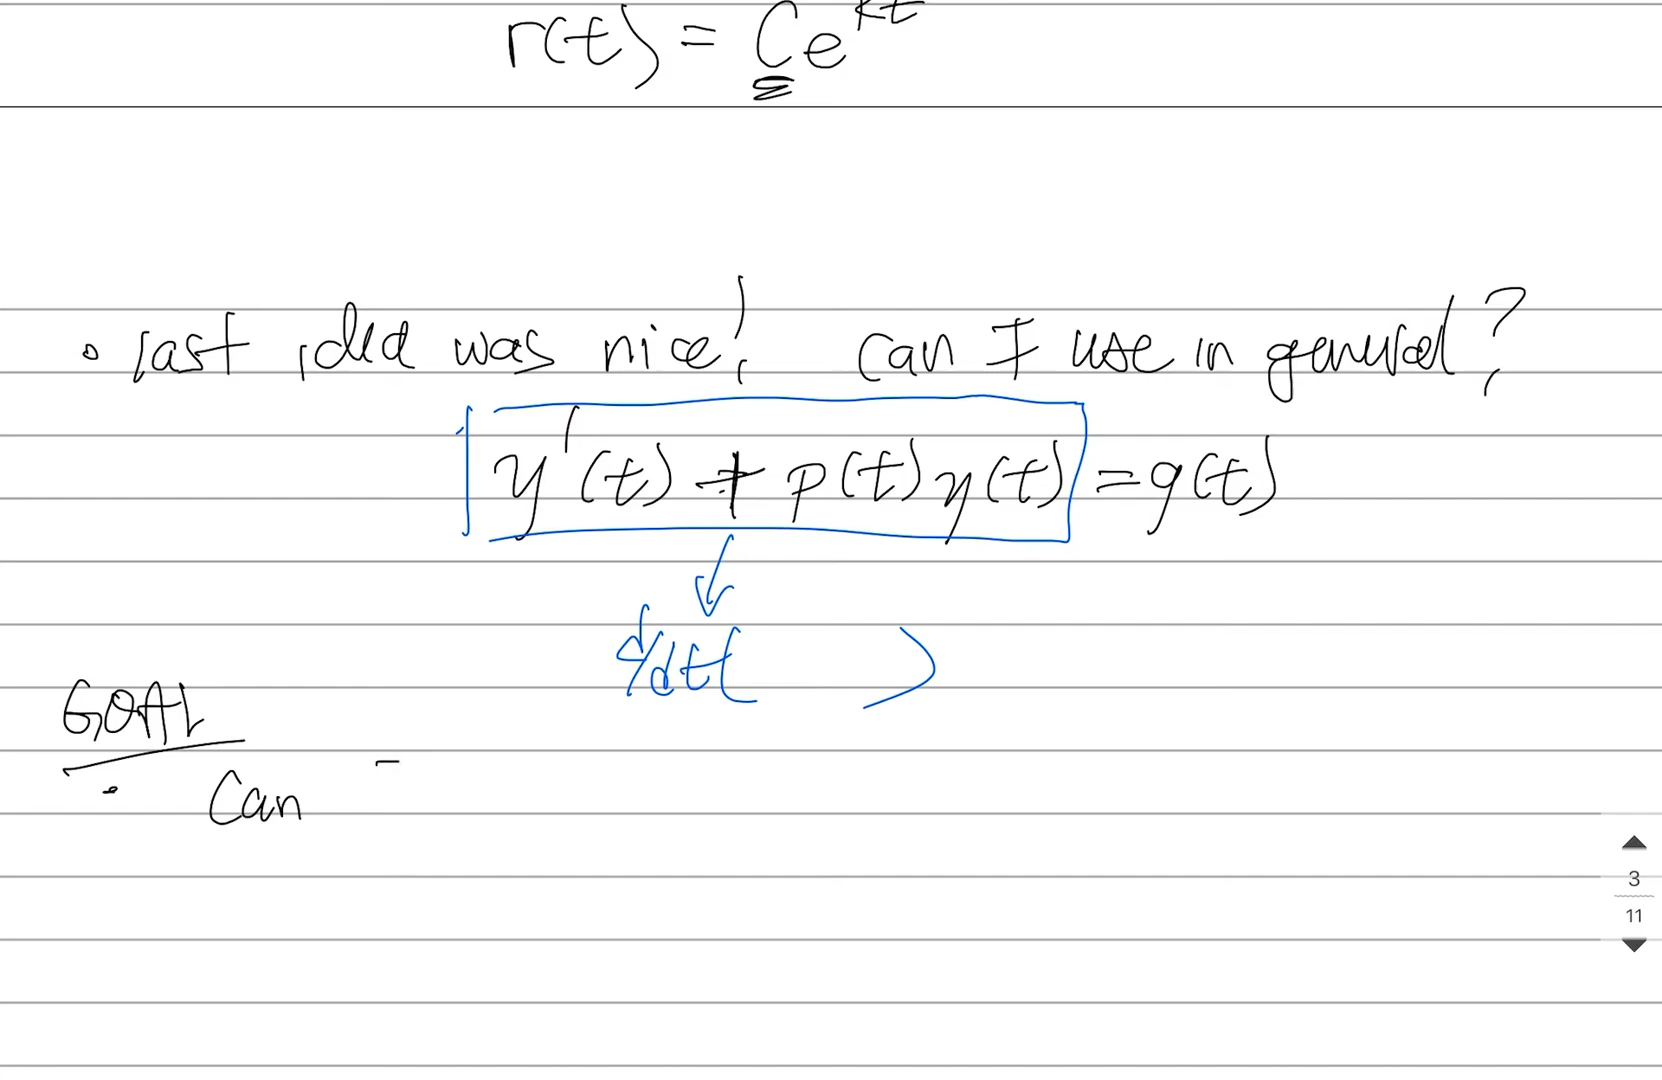 r(t) = Ce^{kt}
• last idea was nice! can I use in general?
y'(t) + p(t)y(t) = g(t)
d/dt( )
GOAL
• Can -
3
11